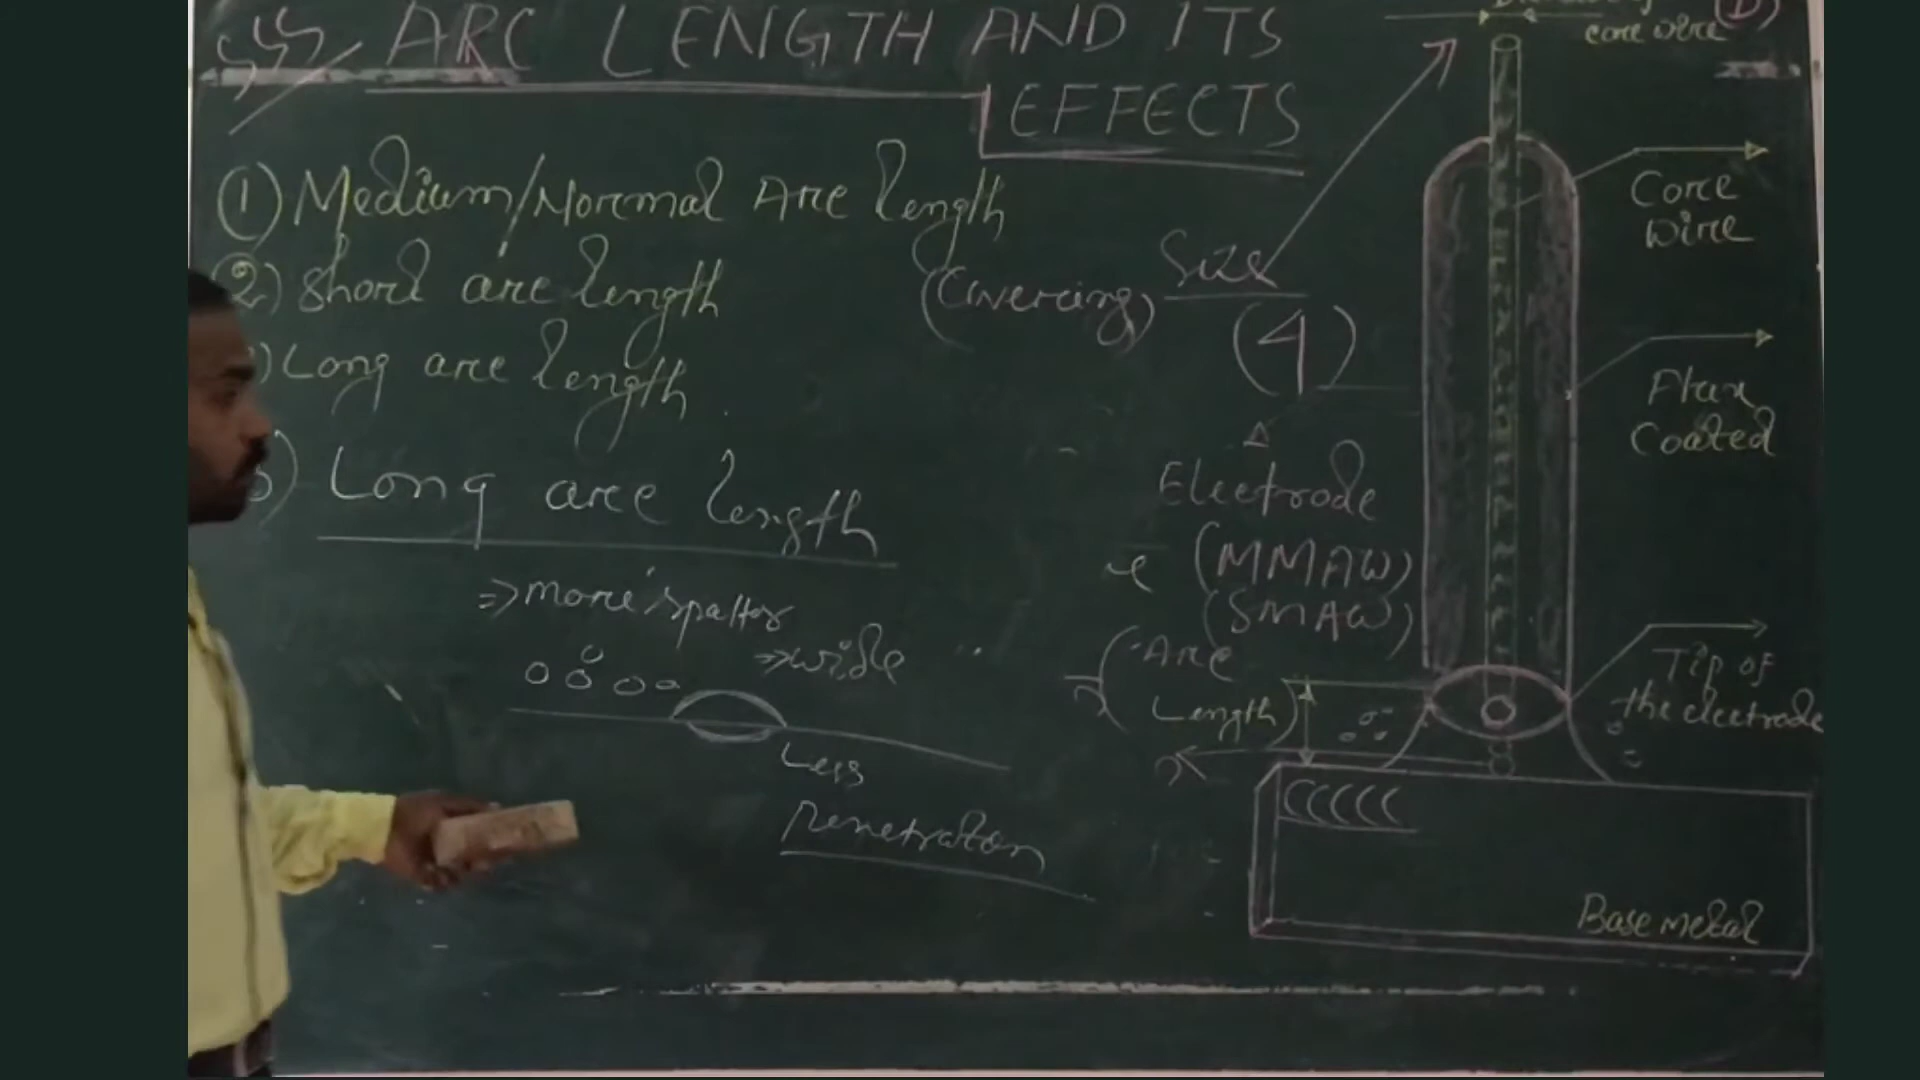 ARC LENGTH AND ITS
EFFECTS
1) Medium/Normal Arc length
2) Short arc length
) Long arc length
) Long arc length
=> more spatter
=> wide
Less
Penetration
core wire
Core
wire
Size
(Covering)
(4)
Flux
Coated
Electrode
(MMAW)
(SMAW)
Arc
Length
Tip of
the electrode
Base metal